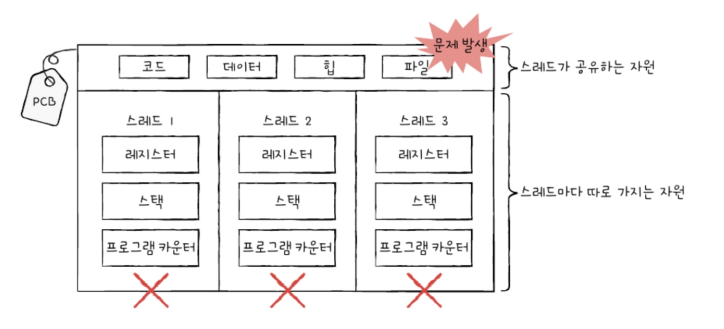 문제 발생
코드 데이터 힙 파일
스레드가 공유하는 자원
PCB
스레드 1 스레드 2 스레드 3
레지스터 레지스터 레지스터
스택 스택 스택
스레드마다 따로 가지는 자원
프로그램 카운터 프로그램 카운터 프로그램 카운터